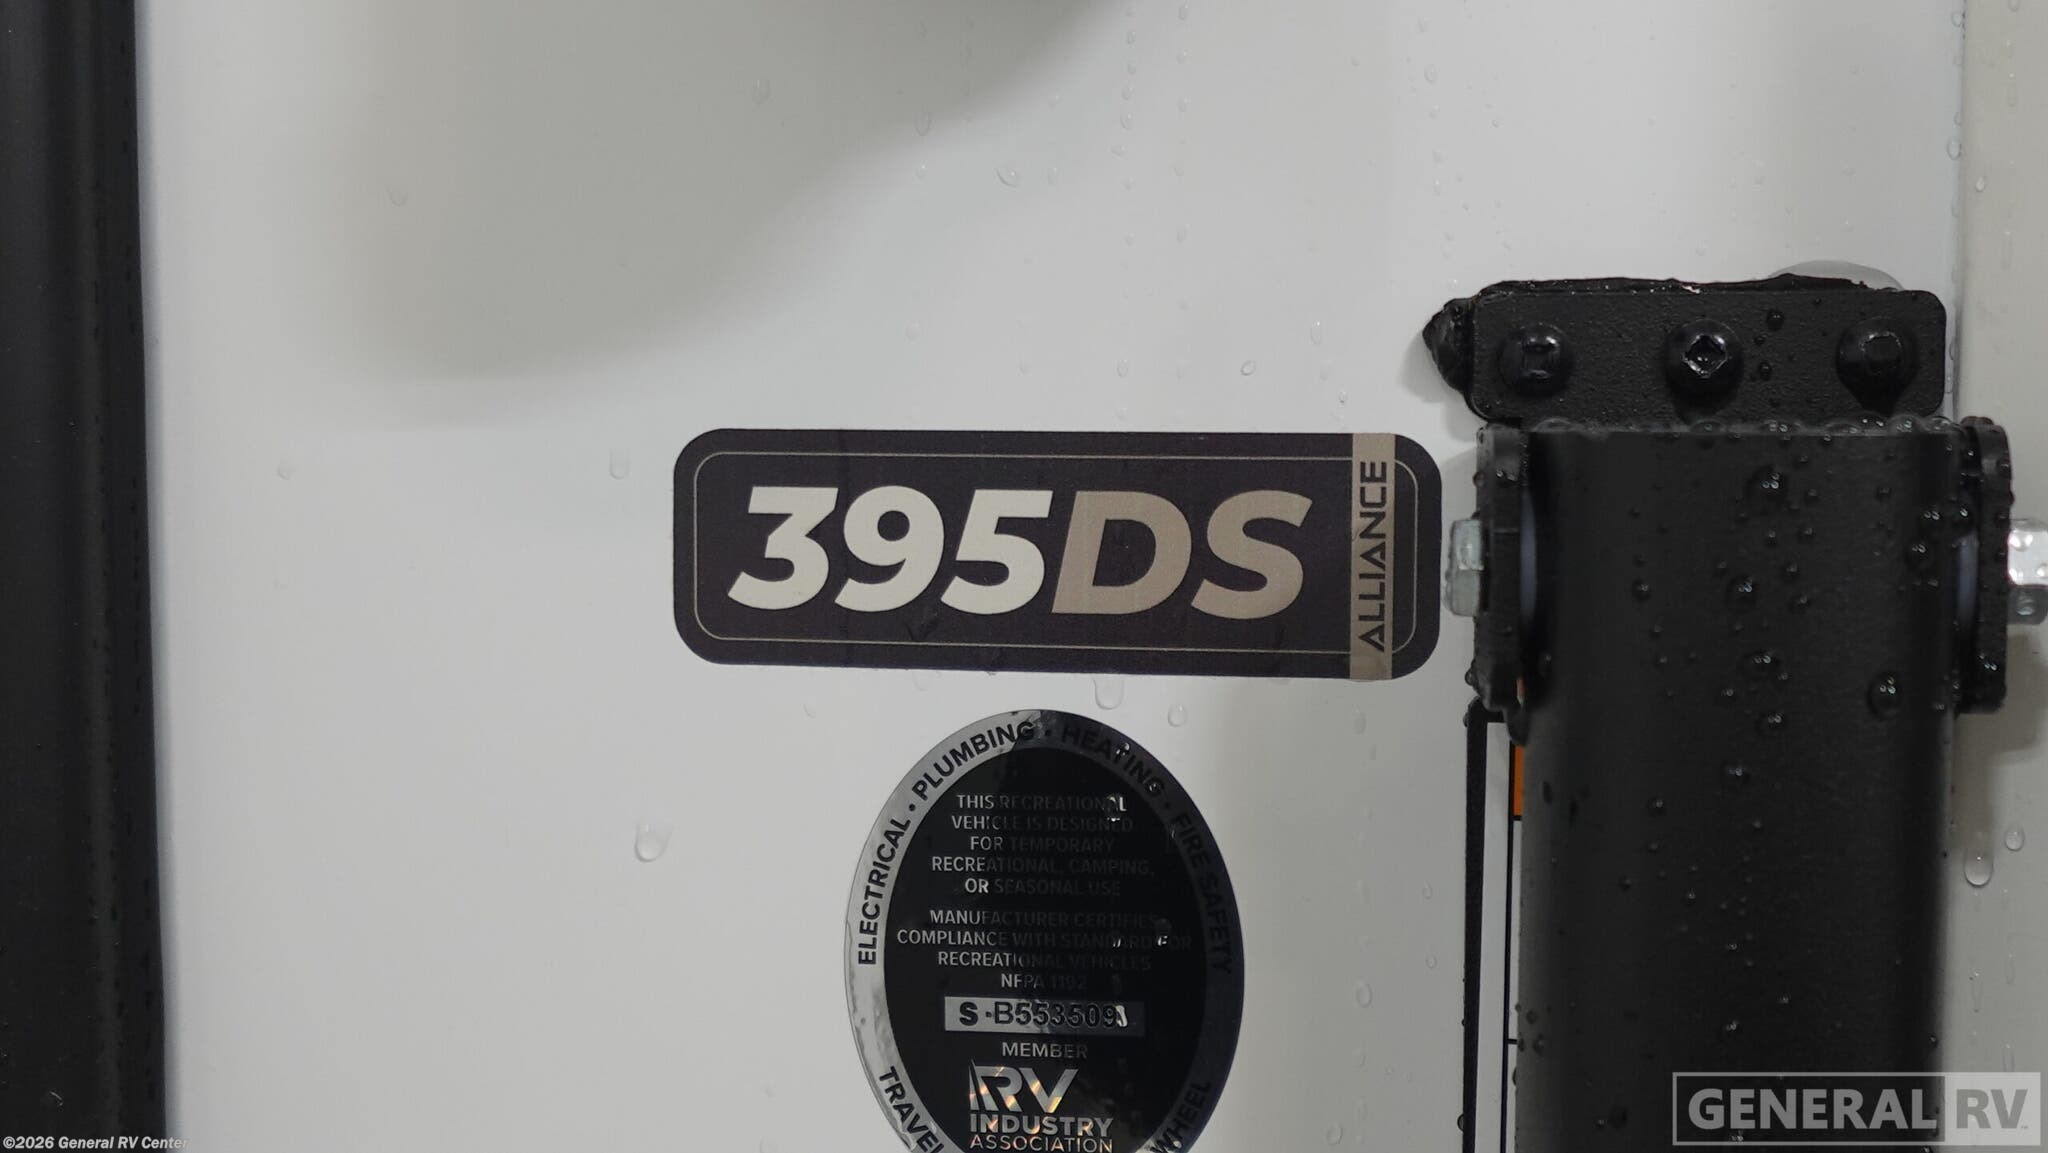 395DS
ALLIANCE
ELECTRICAL · PLUMBING · HEATING · FIRE SAFETY
THIS RECREATIONAL
VEHICLE IS DESIGNED
FOR TEMPORARY
RECREATIONAL, CAMPING,
OR SEASONAL USE
MANUFACTURER CERTIFIES
COMPLIANCE WITH STANDARD FOR
RECREATIONAL VEHICLES
NFPA 1192
S-B553509
MEMBER
RV
INDUSTRY
ASSOCIATION
TRAVEL
WHEEL
GENERAL RV
©2026 General RV Center